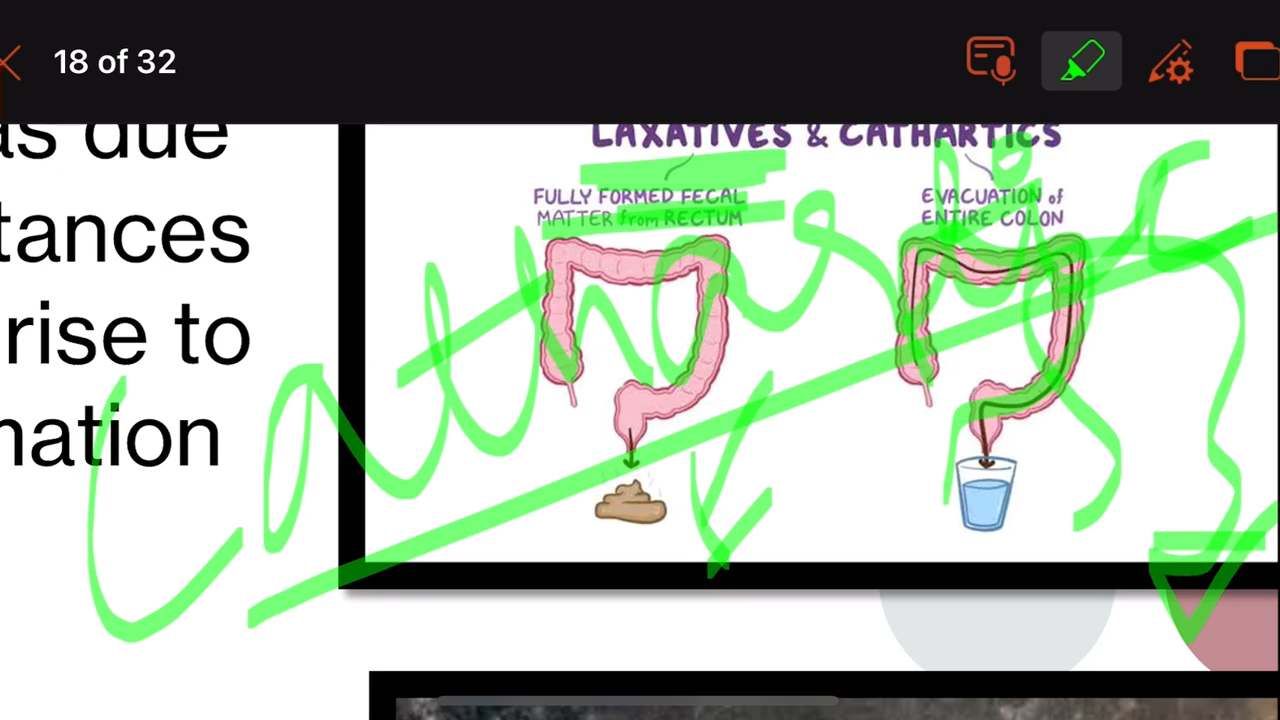 18 of 32
as due
tances
rise to
mation
LAXATIVES & CATHARTICS
FULLY FORMED FECAL
MATTER from RECTUM
EVACUATION of
ENTIRE COLON
Cathartics